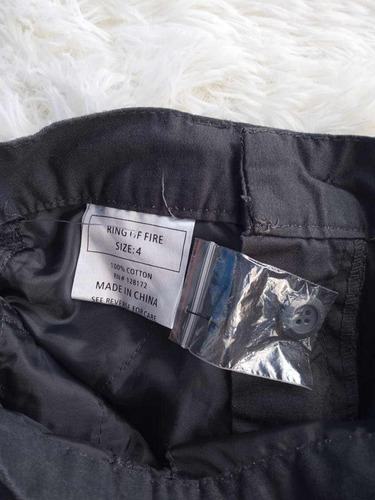 RING OF FIRE
SIZE: 4
100% COTTON
RN# 128172
MADE IN CHINA
SEE REVERSE FOR CARE